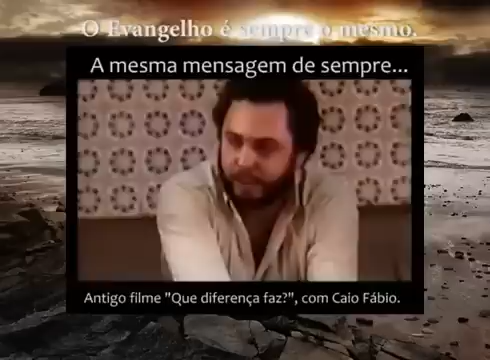 O Evangelho é sempre o mesmo.
A mesma mensagem de sempre...
Antigo filme "Que diferença faz?", com Caio Fábio.